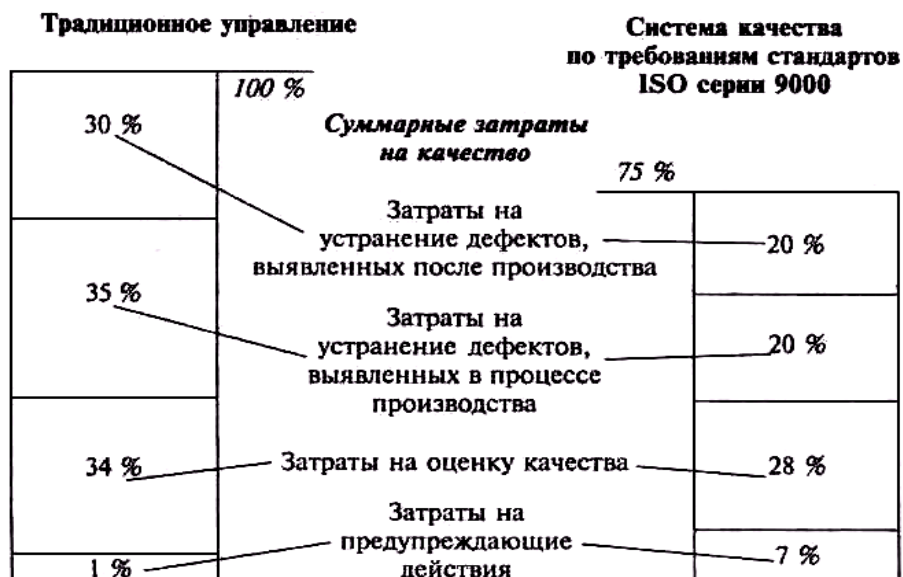 Традиционное управление
Система качества
по требованиям стандартов
ISO серии 9000
100 %
30 %
Суммарные затраты
на качество
75 %
Затраты на
устранение дефектов,
выявленных после производства
20 %
35 %
Затраты на
устранение дефектов,
выявленных в процессе
производства
20 %
34 %
Затраты на оценку качества
28 %
Затраты на
предупреждающие
действия
1 %
7 %